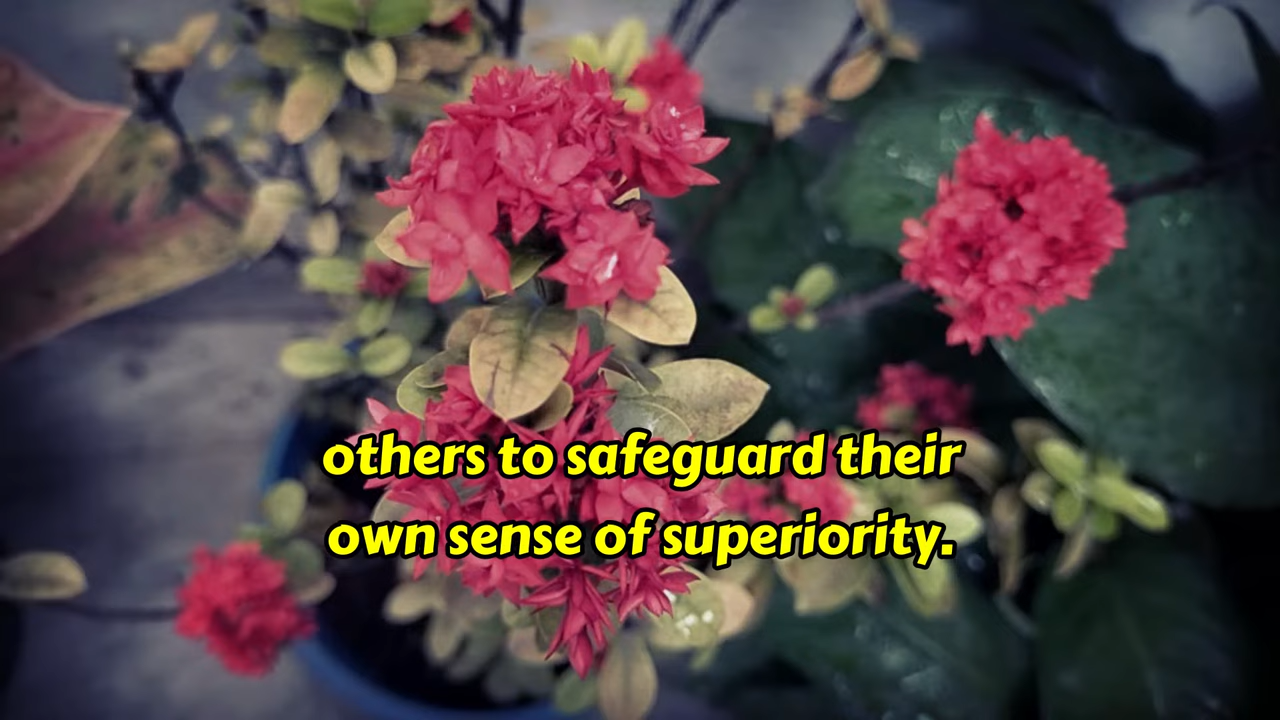 others to safeguard their
own sense of superiority.